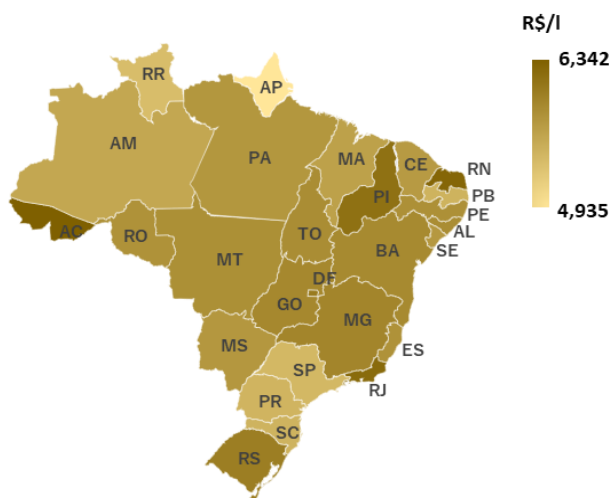 R$/l
6,342
4,935
RR
AP
AM
PA
MA
CE
RN
PB
PI
PE
AL
SE
AC
RO
TO
MT
BA
DF
GO
MG
ES
MS
SP
RJ
PR
SC
RS